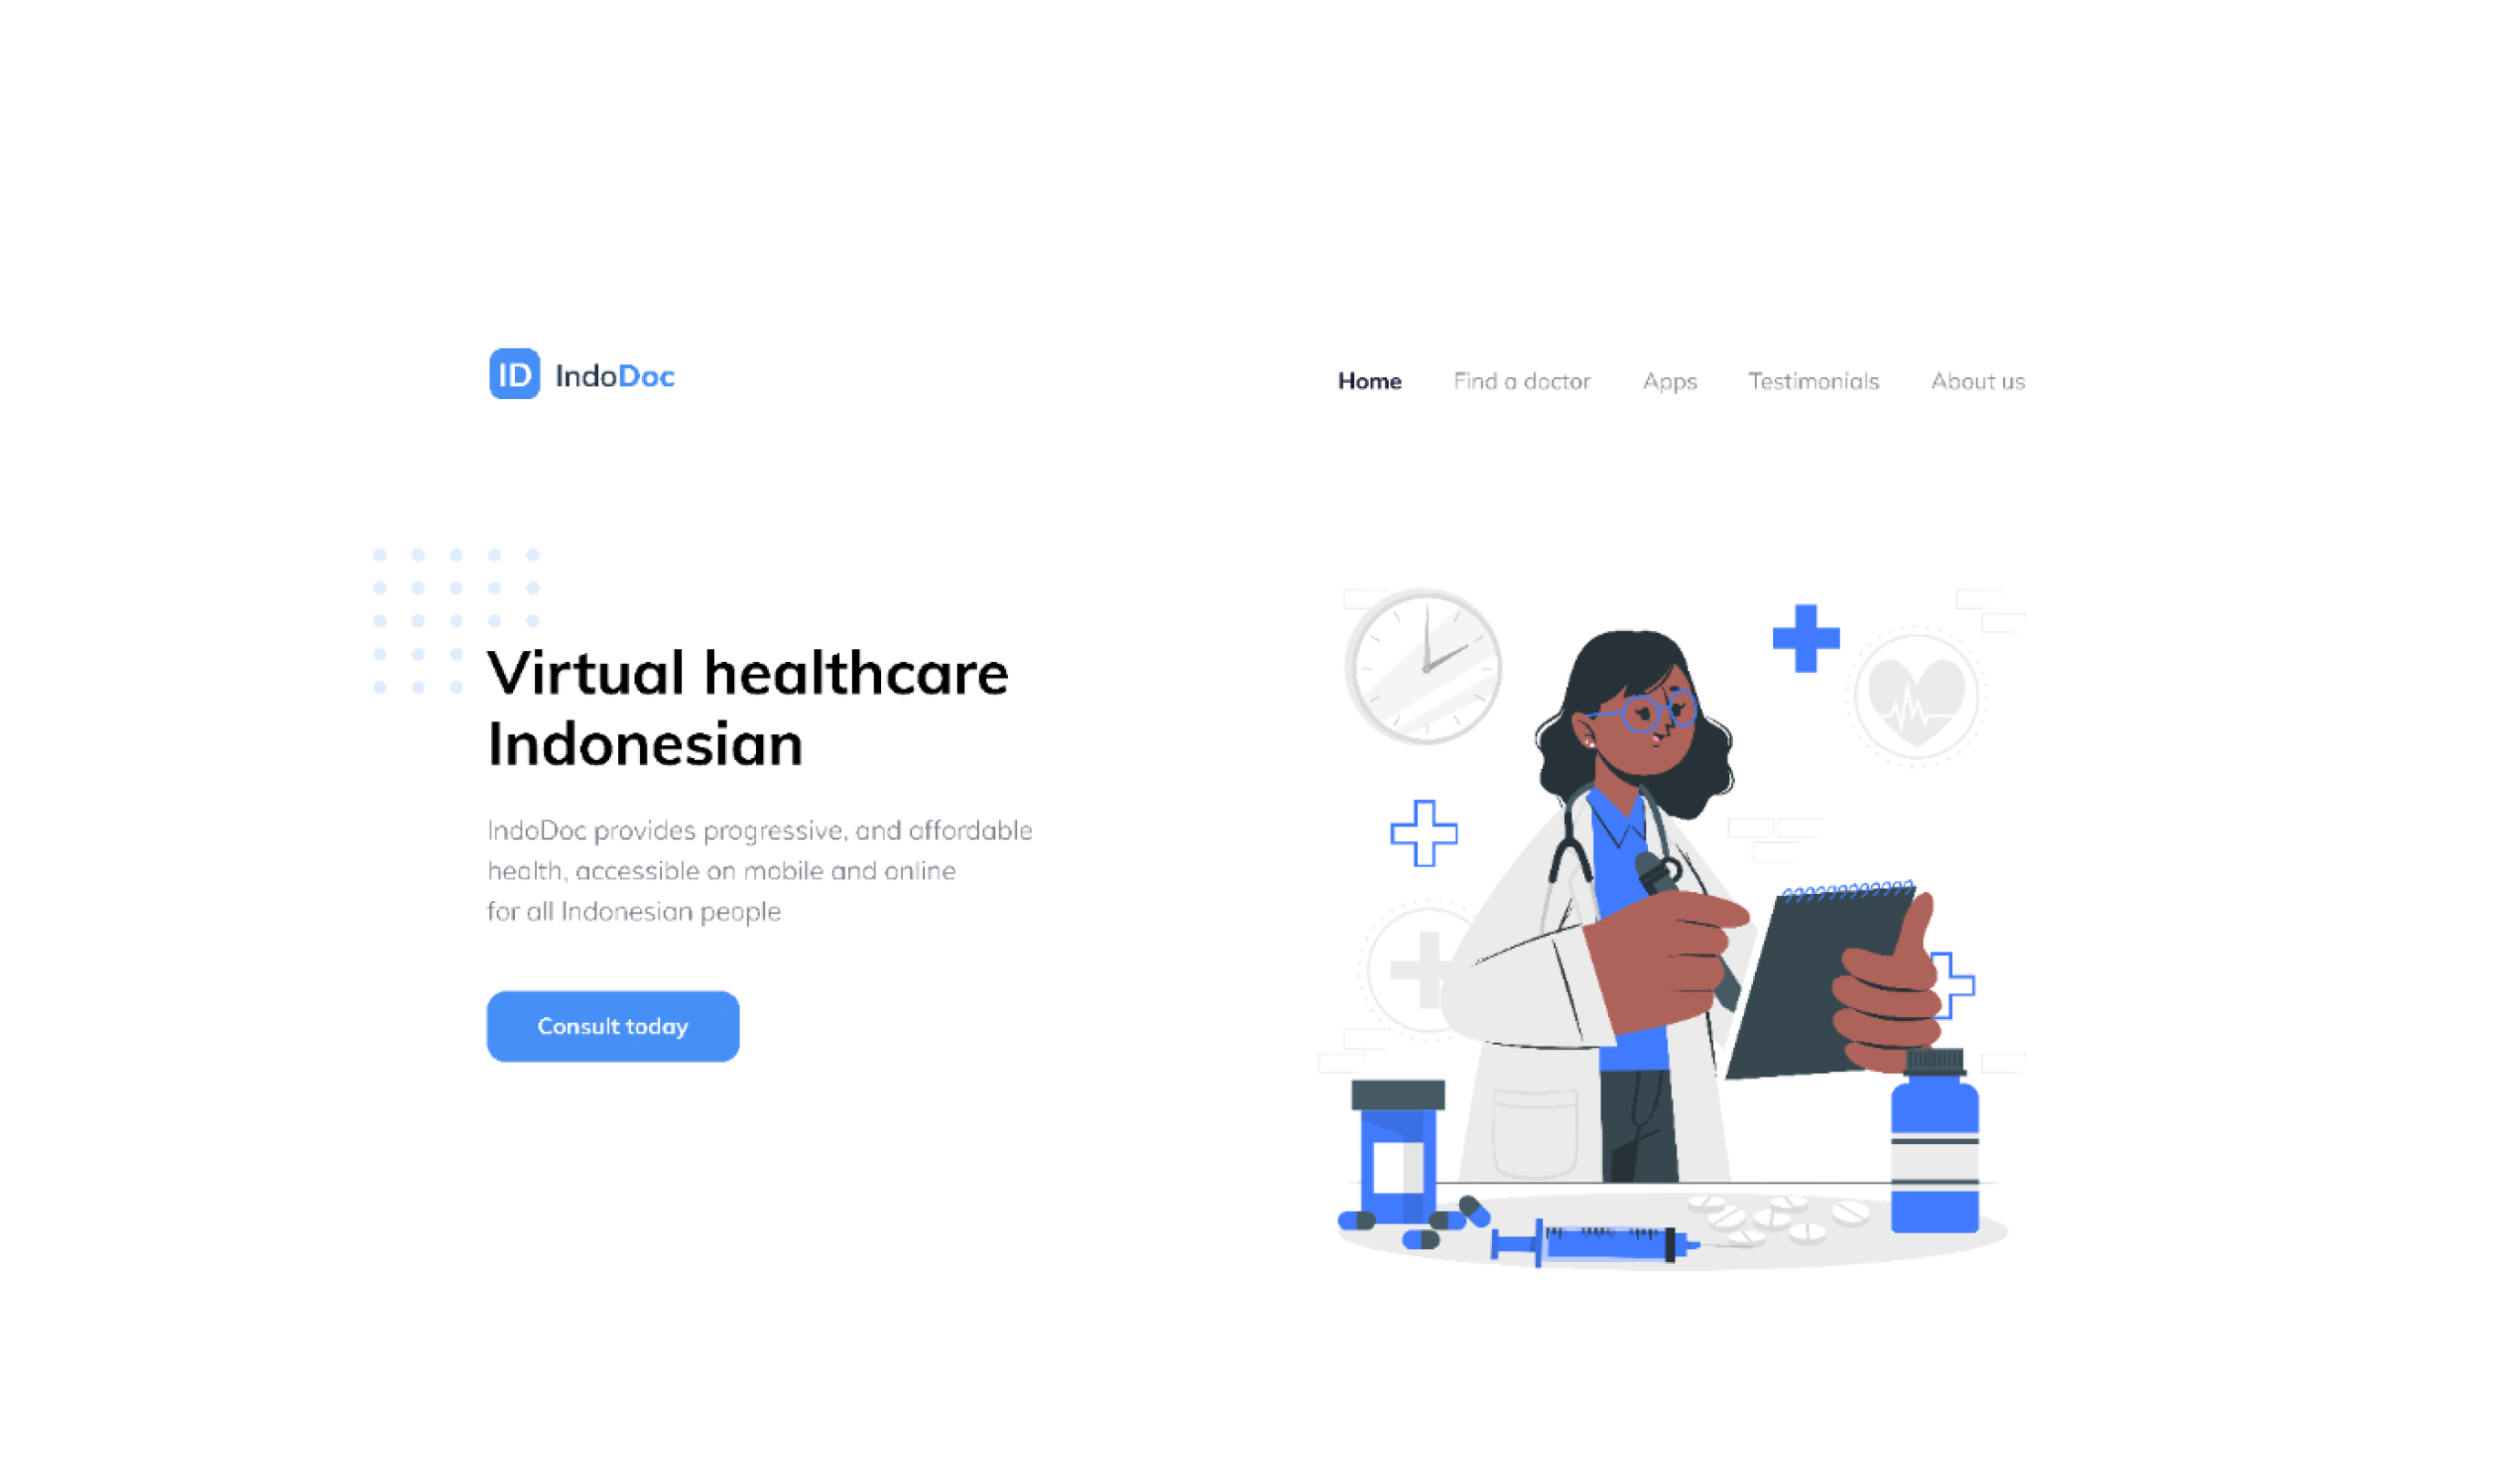 ID IndoDoc
Home Find a doctor Apps Testimonials About us
Virtual healthcare
Indonesian
IndoDoc provides progressive, and affordable
health, accessible on mobile and online
for all Indonesian people
Consult today